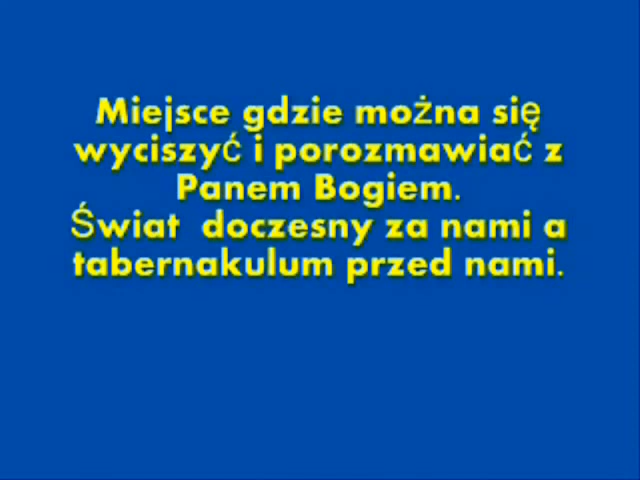 Miejsce gdzie można się
wyciszyć i porozmawiać z
Panem Bogiem.
Świat  doczesny za nami a
tabernakulum przed nami.